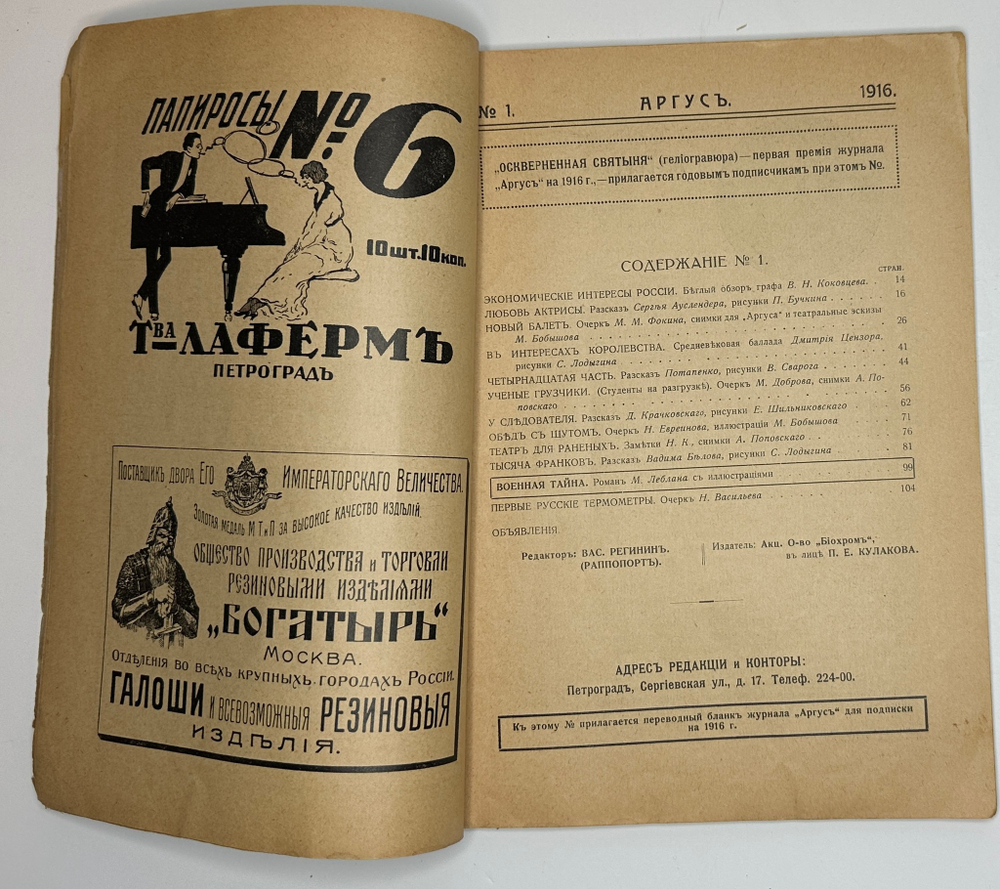 ПАПИРОСЫ № 6
10 шт. 10 коп.
Т-ва ЛАФЕРМЪ
ПЕТРОГРАДЪ
ПОСТАВЩИКЪ ДВОРА ЕГО ИМПЕРАТОРСКАГО ВЕЛИЧЕСТВА.
ЗОЛОТАЯ МЕДАЛЬ М Т и П ЗА ВЫСОКОЕ КАЧЕСТВО ИЗДѢЛІЙ.
ОБЩЕСТВО ПРОИЗВОДСТВА и ТОРГОВЛИ
РЕЗИНОВЫМИ ИЗДѢЛІЯМИ
„БОГАТЫРЬ“
МОСКВА.
ОТДѢЛЕНІЯ ВО ВСѢХЪ КРУПНЫХЪ ГОРОДАХЪ РОССІИ.
ГАЛОШИ И ВСЕВОЗМОЖНЫЯ РЕЗИНОВЫЯ
ИЗДѢЛІЯ.
№ 1. АРГУСЪ. 1916.
„ОСКВЕРНЕННАЯ СВЯТЫНЯ“ (геліогравюра)—первая премія журнала
„Аргусъ“ на 1916 г.,—прилагается годовымъ подписчикамъ при этомъ №.
СОДЕРЖАНІЕ № 1.
СТРАН.
ЭКОНОМИЧЕСКІЕ ИНТЕРЕСЫ РОССІИ. Бѣглый обзоръ графа В. Н. Коковцева. . 14
ЛЮБОВЬ АКТРИСЫ. Разсказъ Сергѣя Ауслендера, рисунки П. Бучкина . . . . 16
НОВЫЙ БАЛЕТЪ. Очеркъ М. М. Фокина, снимки для „Аргуса“ и театральные эскизы
М. Бобышова . . . 26
ВЪ ИНТЕРЕСАХЪ КОРОЛЕВСТВА. Средневѣковая баллада Дмитрія Цензора,
рисунки С. Лодыгина . . . 41
ЧЕТЫРНАДЦАТАЯ ЧАСТЬ. Разсказъ Потапенко, рисунки В. Сварога . . . 44
УЧЕНЫЕ ГРУЗЧИКИ. (Студенты на разгрузкѣ). Очеркъ М. Доброва, снимки А. По-
повскаго . . . 56
У СЛѢДОВАТЕЛЯ. Разсказъ Д. Крачковскаго, рисунки Е. Шильниковскаго . 62
ОБѢДЪ СЪ ШУТОМЪ. Очеркъ Н. Евреинова, иллюстраціи М. Бобышова . . . 71
ТЕАТРЪ ДЛЯ РАНЕНЫХЪ. Замѣтки Н. К., снимки А. Поповскаго . . . 76
ТЫСЯЧА ФРАНКОВЪ. Разсказъ Вадима Бѣлова, рисунки С. Лодыгина . . . 81
ВОЕННАЯ ТАЙНА. Романъ М. Леблана съ иллюстраціями . . . 99
ПЕРВЫЕ РУССКІЕ ТЕРМОМЕТРЫ. Очеркъ Н. Васильева . . . 104
ОБЪЯВЛЕНІЯ.
Редакторъ: ВАС. РЕГИНИНЪ.
(РАППОПОРТЪ).
Издатель: Акц. О-во „Біохромъ“,
въ лицѣ П. Е. КУЛАКОВА.
АДРЕСЪ РЕДАКЦІИ и КОНТОРЫ:
Петроградъ, Сергіевская ул., д. 17. Телеф. 224-00.
Къ этому № прилагается переводный бланкъ журнала „Аргусъ“ для подписки
на 1916 г.